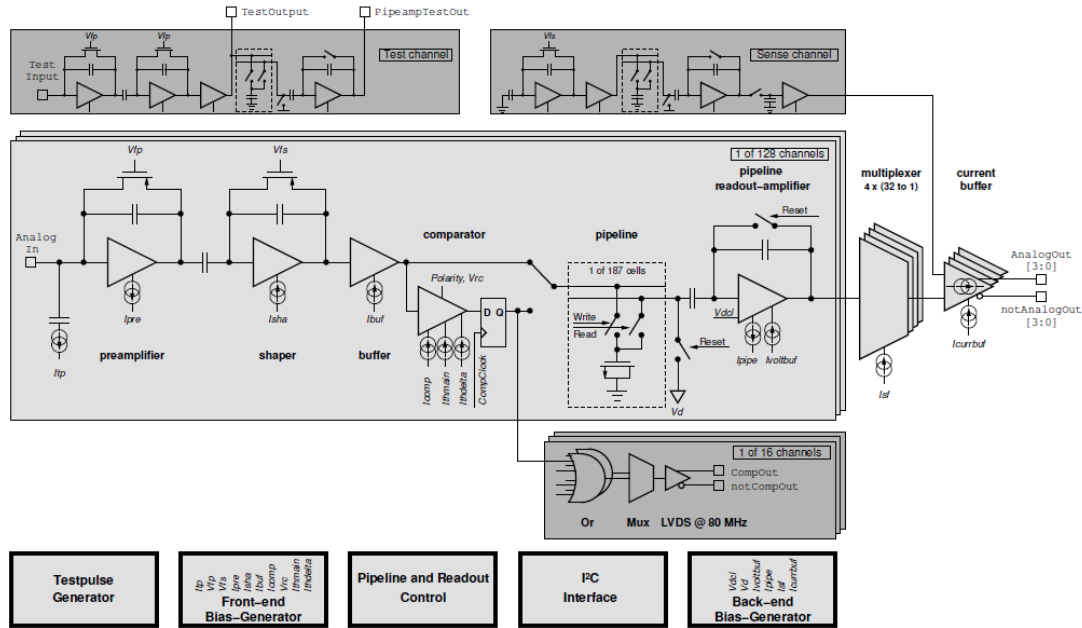 TestOutput
PipeampTestOut
Vfp
Vfp
Test channel
Test
Input
Vfs
Sense channel
1 of 128 channels
Vfp
Vfs
pipeline
readout-amplifier
multiplexer
4 x (32 to 1)
current
buffer
Reset
Analog
In
comparator
pipeline
1 of 187 cells
AnalogOut
[3:0]
notAnalogOut
[3:0]
Polarity, Vrc
D Q
Write
Read
Vdcl
Reset
Ipre
Isha
Ibuf
preamplifier
shaper
buffer
Itp
Icomp
Ithmain
Ithdelta
CompClock
Ipipe
Ivoltbuf
Icurrbuf
Isf
Vd
1 of 16 channels
CompOut
notCompOut
Or
Mux
LVDS @ 80 MHz
Testpulse
Generator
Itp
Vfp
Vfs
Ipre
Isha
Ibuf
Icomp
Vrc
Ithmain
Ithdelta
Front-end
Bias-Generator
Pipeline and Readout
Control
I²C
Interface
Vdcl
Vd
Ivoltbuf
Ipipe
Isf
Icurrbuf
Back-end
Bias-Generator